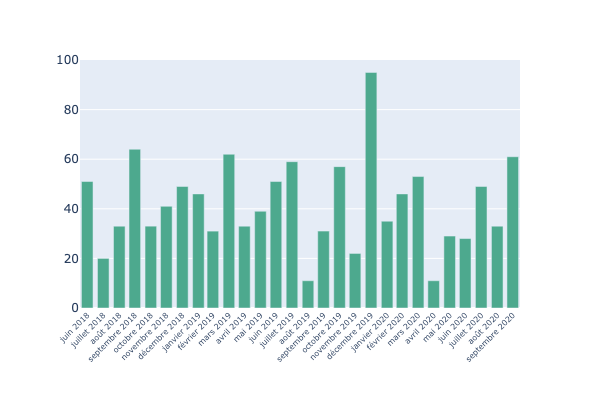 100
80
60
40
20
0
juin 2018
juillet 2018
août 2018
septembre 2018
octobre 2018
novembre 2018
décembre 2018
janvier 2019
février 2019
mars 2019
avril 2019
mai 2019
juin 2019
juillet 2019
août 2019
septembre 2019
octobre 2019
novembre 2019
décembre 2019
janvier 2020
février 2020
mars 2020
avril 2020
mai 2020
juin 2020
juillet 2020
août 2020
septembre 2020